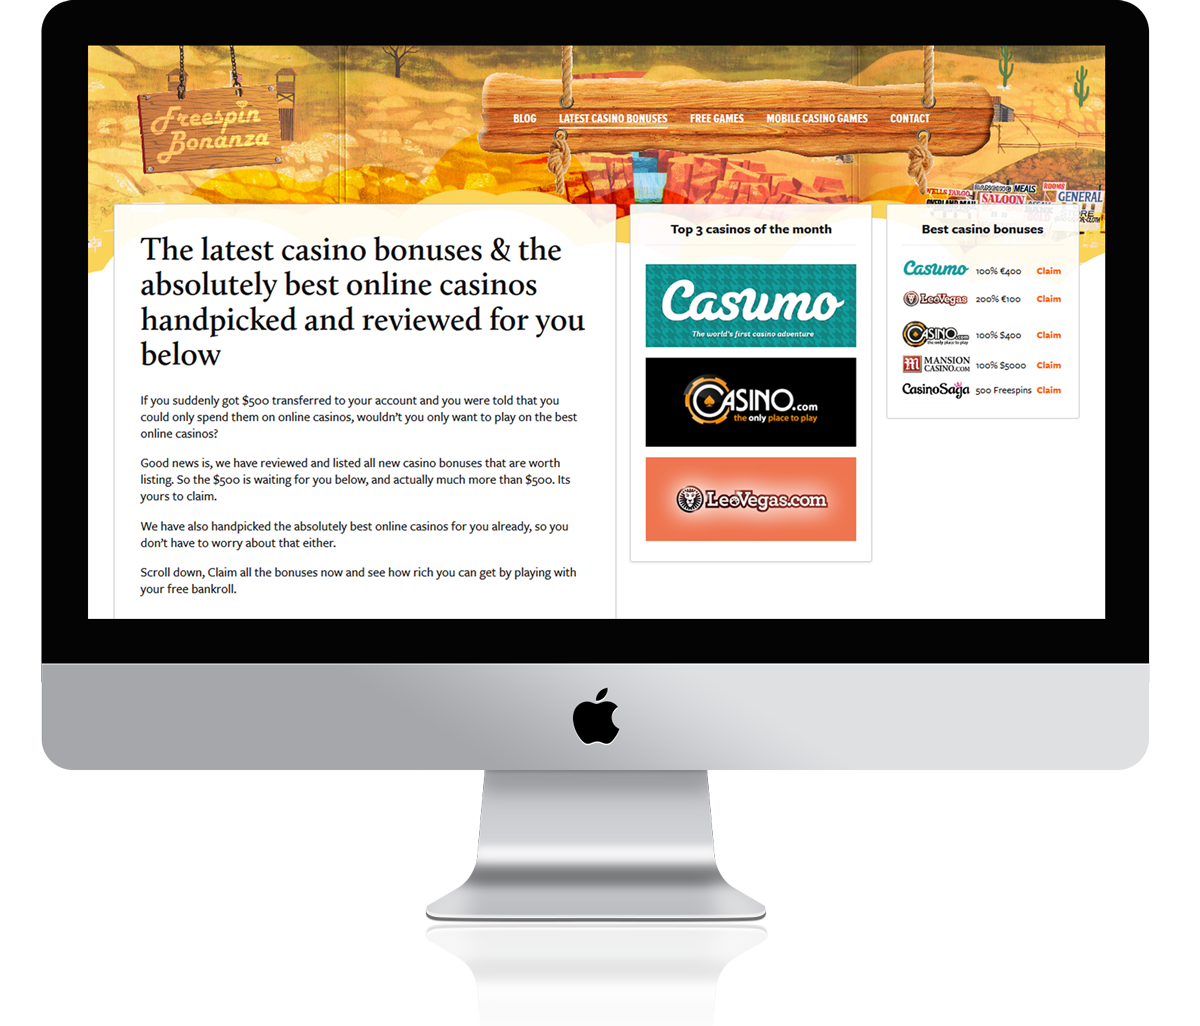 Freespin
Bonanza
BLOG LATEST CASINO BONUSES FREE GAMES MOBILE CASINO GAMES CONTACT
WELLS FARGO
MEALS
ROOMS
SALOON
GENERAL
STORE
The latest casino bonuses & the
absolutely best online casinos
handpicked and reviewed for you
below
If you suddenly got $500 transferred to your account and you were told that you
could only spend them on online casinos, wouldn't you only want to play on the best
online casinos?
Good news is, we have reviewed and listed all new casino bonuses that are worth
listing. So the $500 is waiting for you below, and actually much more than $500. Its
yours to claim.
We have also handpicked the absolutely best online casinos for you already, so you
don't have to worry about that either.
Scroll down, Claim all the bonuses now and see how rich you can get by playing with
your free bankroll.
Top 3 casinos of the month
Casumo
The world's first casino adventure
CASINO.com
the only place to play
LeoVegas.com
Best casino bonuses
Casumo 100% €400 Claim
LeoVegas 200% €100 Claim
CASINO.com 100% $400 Claim
the only place to play
M MANSION 100% $5000 Claim
CASINO.COM
CasinoSaga 500 Freespins Claim